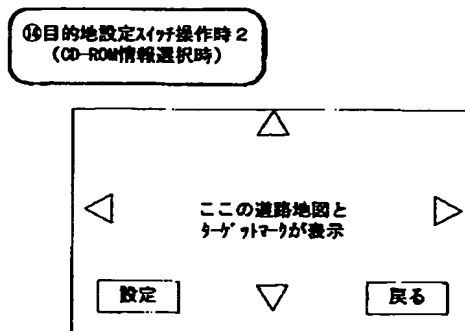 ⑭目的地設定スイッチ操作時2
(CD-ROM情報選択時)
ここの道路地図と
ターゲットマークが表示
設定
戻る